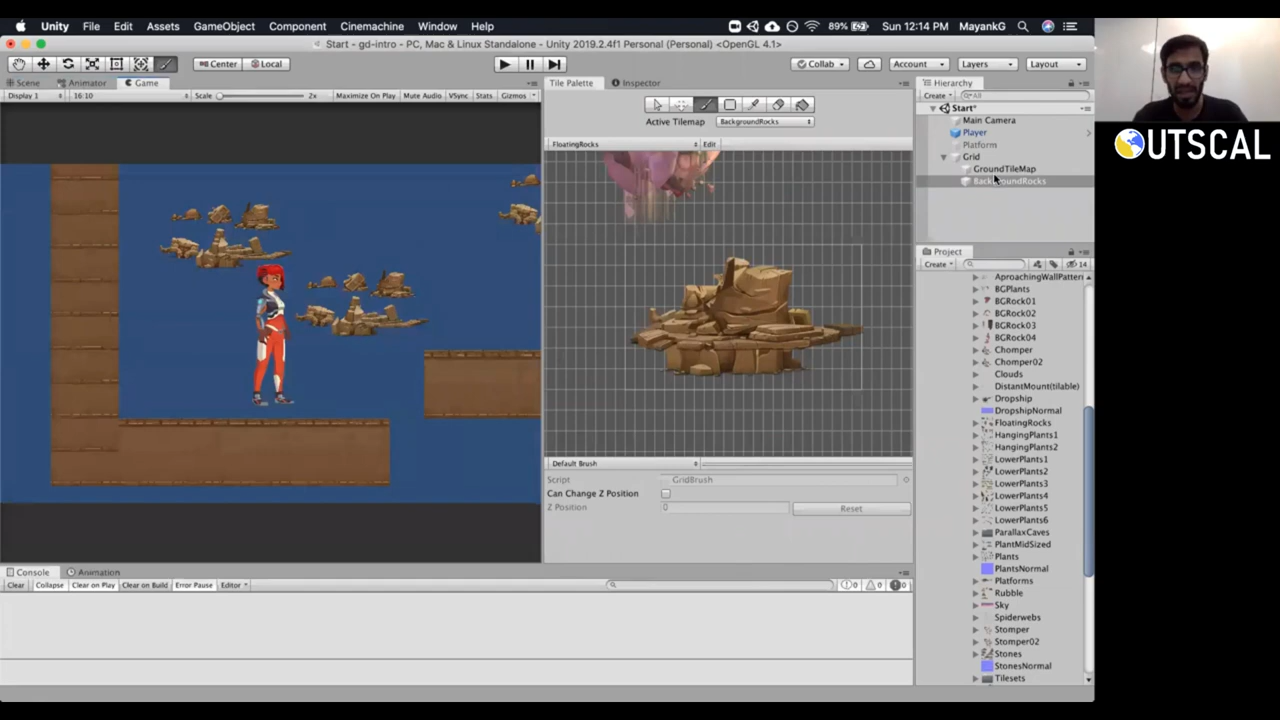 Unity File Edit Assets GameObject Component Cinemachine Window Help 89% Sun 12:14 PM MayankG
Start - gd-intro - PC, Mac & Linux Standalone - Unity 2019.2.4f1 Personal (Personal) <OpenGL 4.1>
Center Local Collab Account Layers Layout
Scene Animator Game Tile Palette Inspector Hierarchy
Display 1 16:10 Scale 2x Maximize On Play Mute Audio VSync Stats Gizmos
Create All
Start*
Main Camera
Active Tilemap BackgroundRocks
Player
FloatingRocks Edit
Platform
Grid
GroundTileMap
BackgroundRocks
Project
Create 14
AproachingWallPattern
BGPlants
BGRock01
BGRock02
BGRock03
BGRock04
Chomper
Chomper02
Clouds
DistantMount(tilable)
Dropship
DropshipNormal
FloatingRocks
HangingPlants1
HangingPlants2
LowerPlants1
LowerPlants2
LowerPlants3
LowerPlants4
LowerPlants5
LowerPlants6
ParallaxCaves
PlantMidSized
Plants
PlantsNormal
Platforms
Rubble
Sky
Spiderwebs
Stomper
Stomper02
Stones
StonesNormal
Tilesets
Default Brush
Script GridBrush
Can Change Z Position
Z Position 0 Reset
Console Animation
Clear Collapse Clear on Play Clear on Build Error Pause Editor 0 0 0
OUTSCAL